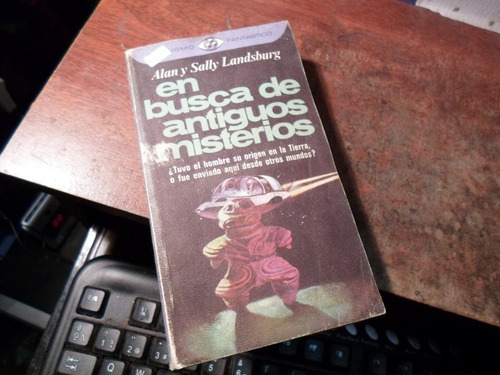 FANTASTICO
Alan y Sally Landsburg
en
busca de
antiguos
misterios
¿Tuvo el hombre su origen en la Tierra,
o fue enviado aquí desde otros mundos?